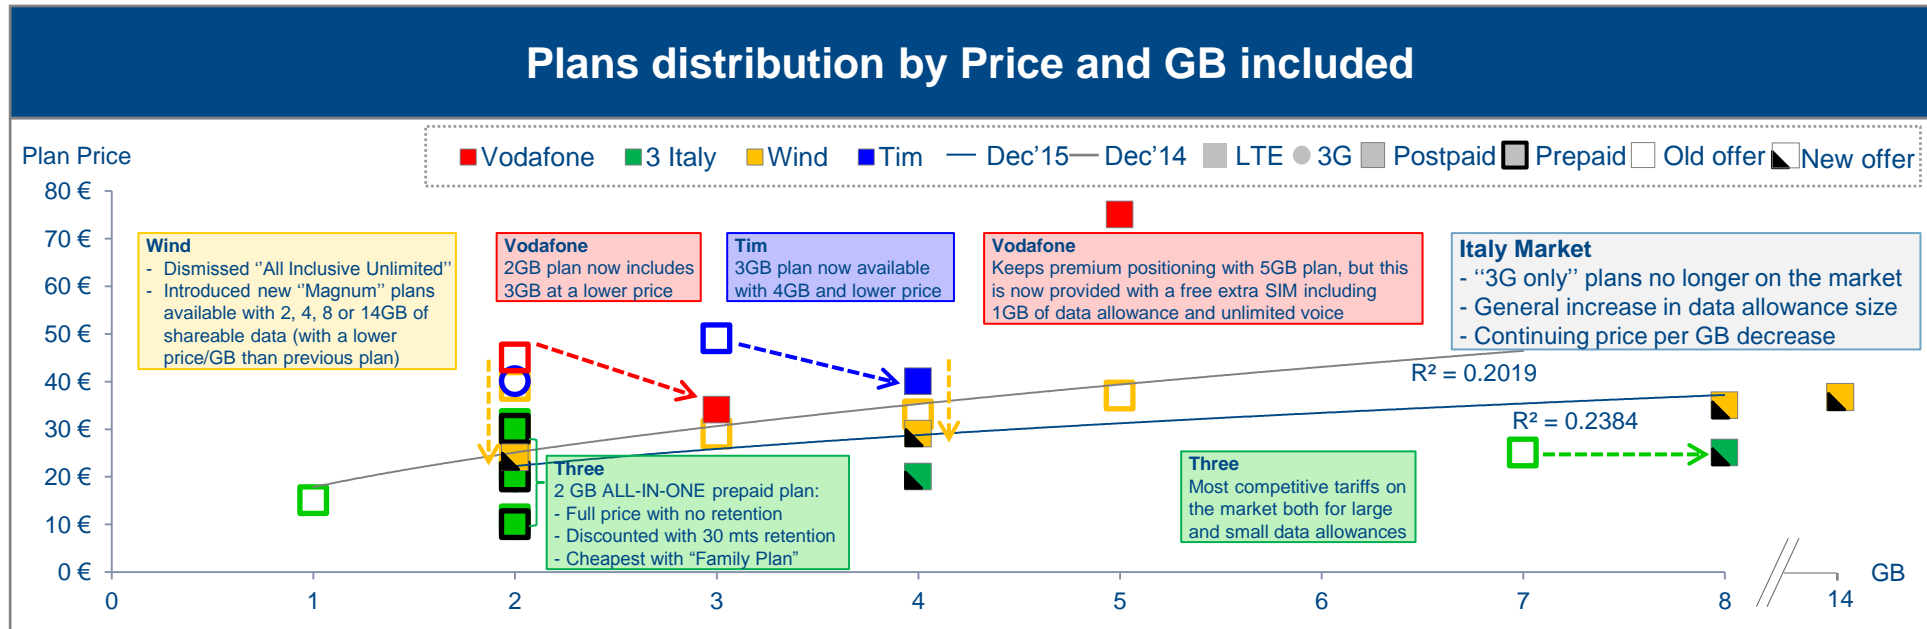 Plans distribution by Price and GB included
Plan Price
Vodafone 3 Italy Wind Tim Dec’15 Dec’14 LTE 3G Postpaid Prepaid Old offer New offer
80 €
70 €
60 €
50 €
40 €
30 €
20 €
10 €
0 €
Wind
- Dismissed ‘’All Inclusive Unlimited’’
- Introduced new ‘’Magnum’’ plans
available with 2, 4, 8 or 14GB of
shareable data (with a lower
price/GB than previous plan)
Vodafone
2GB plan now includes
3GB at a lower price
Tim
3GB plan now available
with 4GB and lower price
Vodafone
Keeps premium positioning with 5GB plan, but this
is now provided with a free extra SIM including
1GB of data allowance and unlimited voice
Italy Market
- ‘‘3G only’’ plans no longer on the market
- General increase in data allowance size
- Continuing price per GB decrease
R² = 0.2019
R² = 0.2384
Three
2 GB ALL-IN-ONE prepaid plan:
- Full price with no retention
- Discounted with 30 mts retention
- Cheapest with “Family Plan”
Three
Most competitive tariffs on
the market both for large
and small data allowances
0 1 2 3 4 5 6 7 8 14
GB